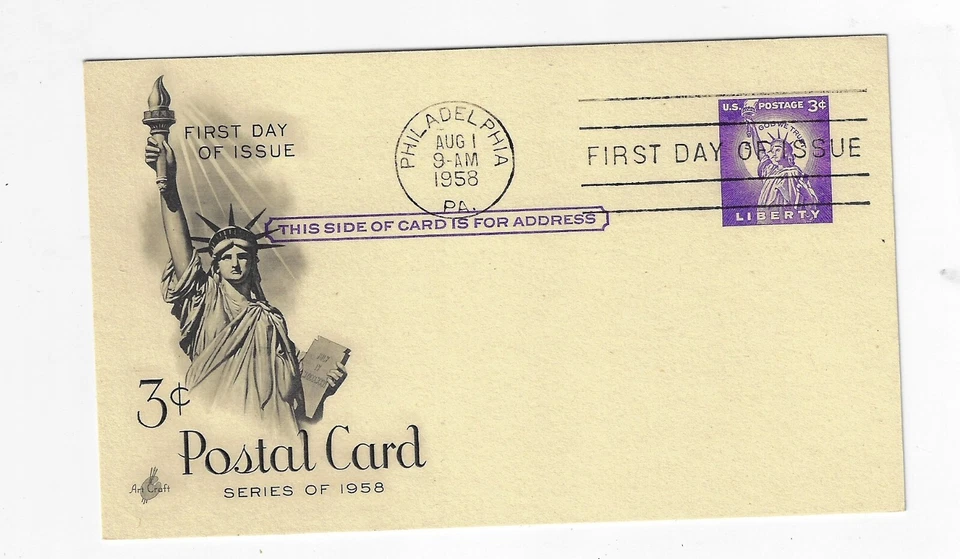 FIRST DAY
OF ISSUE
PHILADELPHIA
AUG 1
9-AM
1958
PA.
U.S. POSTAGE 3¢
IN GOD WE TRUST
FIRST DAY OF ISSUE
LIBERTY
THIS SIDE OF CARD IS FOR ADDRESS
3¢
Postal Card
SERIES OF 1958
Art Craft